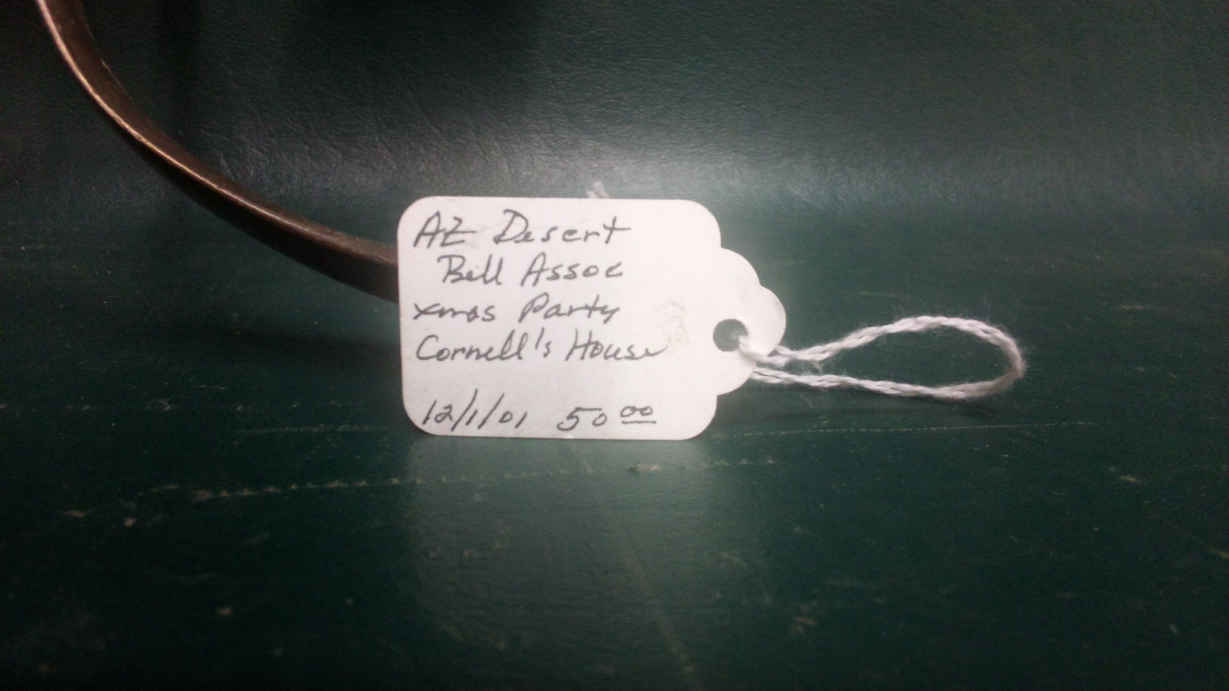 AZ Desert
Bell Assoc
xmas Party
Cornell's House
12/1/01 50 00